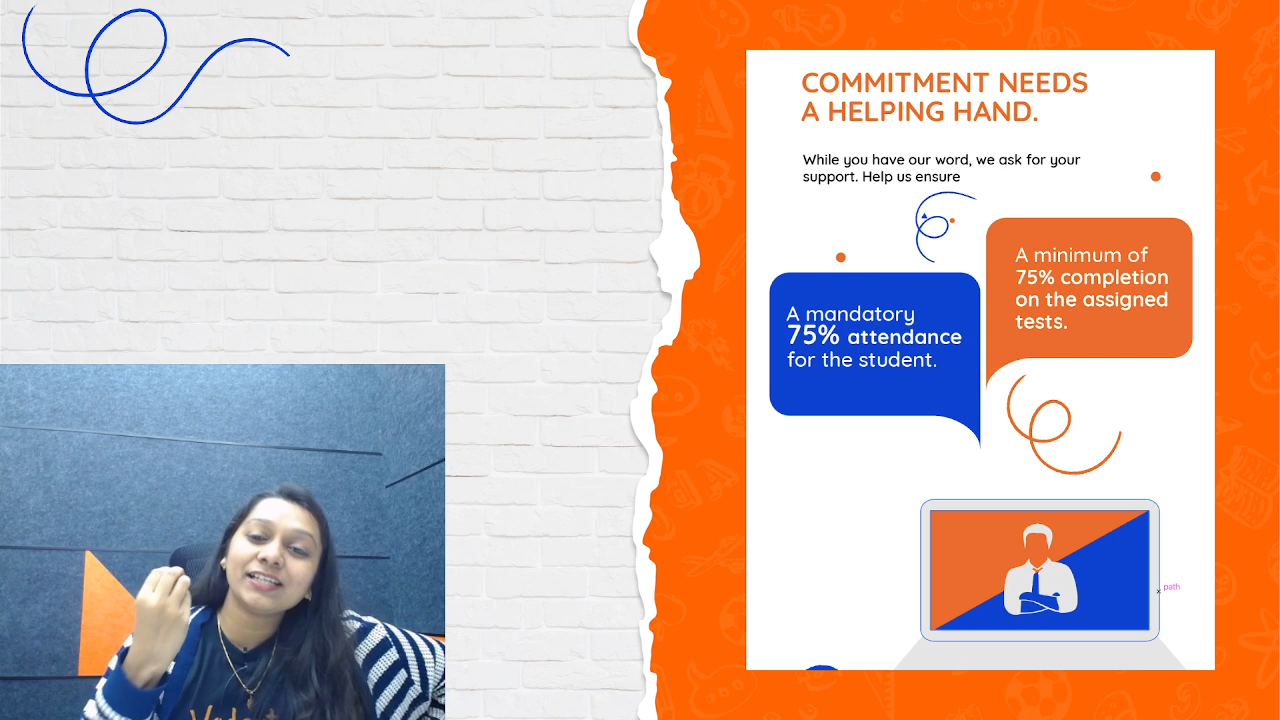 COMMITMENT NEEDS
A HELPING HAND.
While you have our word, we ask for your
support. Help us ensure
A mandatory
75% attendance
for the student.
A minimum of
75% completion
on the assigned
tests.
path